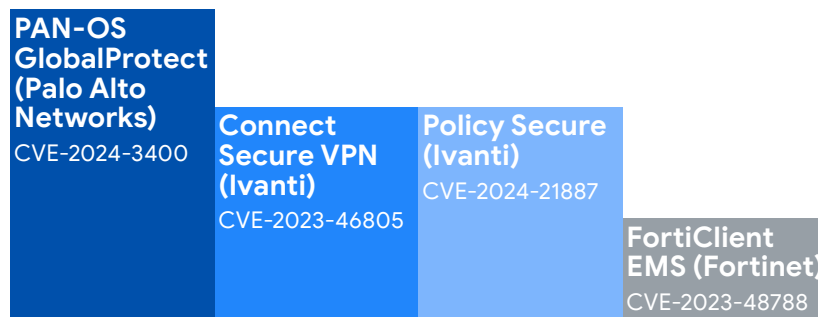 PAN-OS
GlobalProtect
(Palo Alto
Networks)
CVE-2024-3400
Connect
Secure VPN
(Ivanti)
CVE-2023-46805
Policy Secure
(Ivanti)
CVE-2024-21887
FortiClient
EMS (Fortinet)
CVE-2023-48788